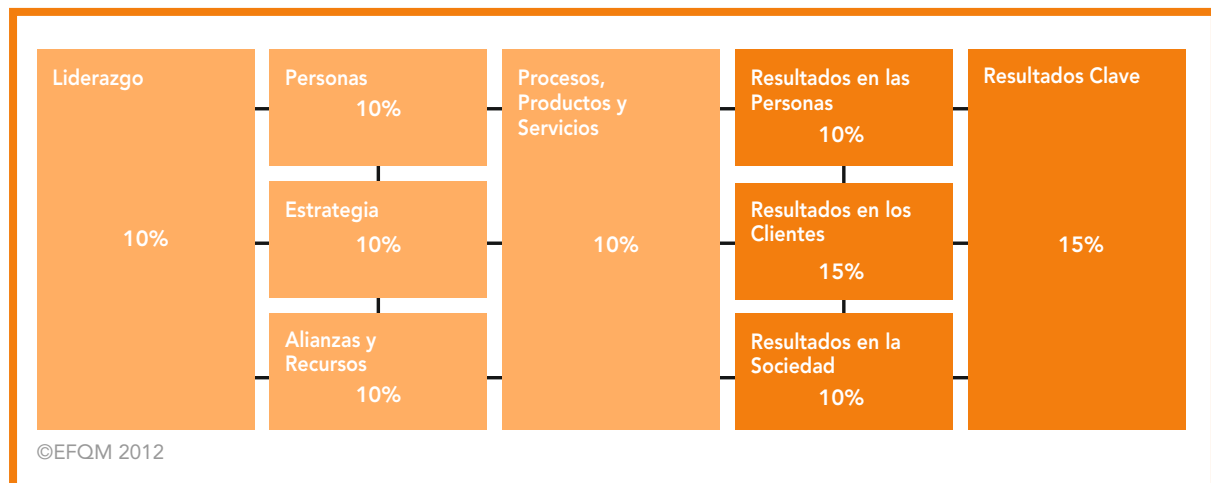 Liderazgo
10%
Personas
10%
Estrategia
10%
Alianzas y
Recursos
10%
Procesos,
Productos y
Servicios
10%
Resultados en las
Personas
10%
Resultados en los
Clientes
15%
Resultados en la
Sociedad
10%
Resultados Clave
15%
©EFQM 2012